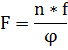 F = n * f / φ